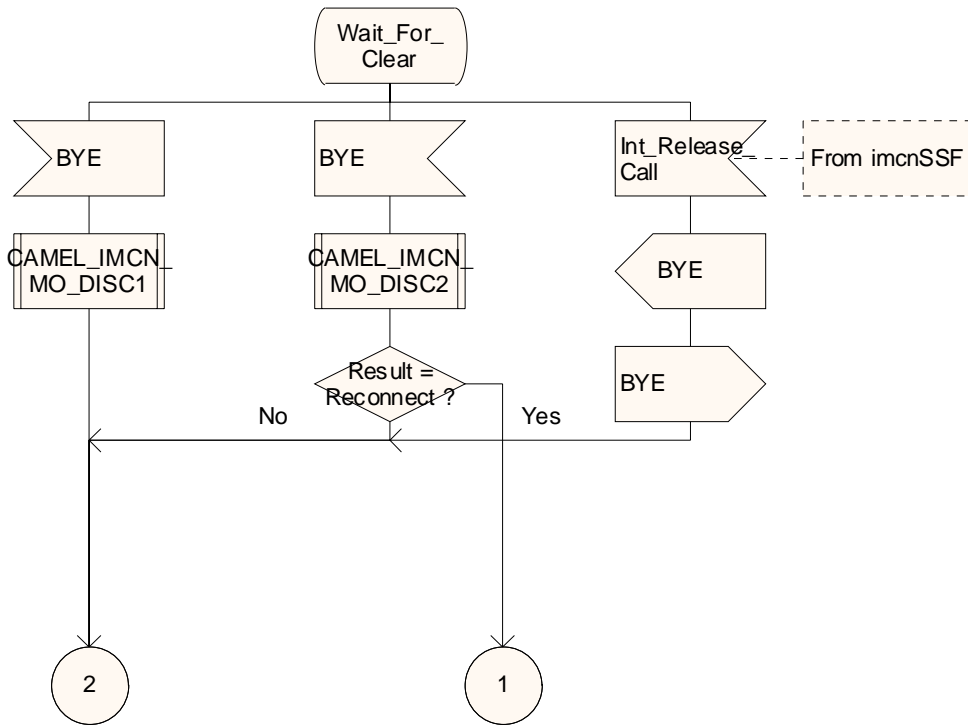 Wait_For_
Clear
BYE
BYE
Int_Release_
Call
From imcnSSF
CAMEL_IMCN_
MO_DISC1
CAMEL_IMCN_
MO_DISC2
BYE
Result =
Reconnect ?
BYE
No
Yes
2
1